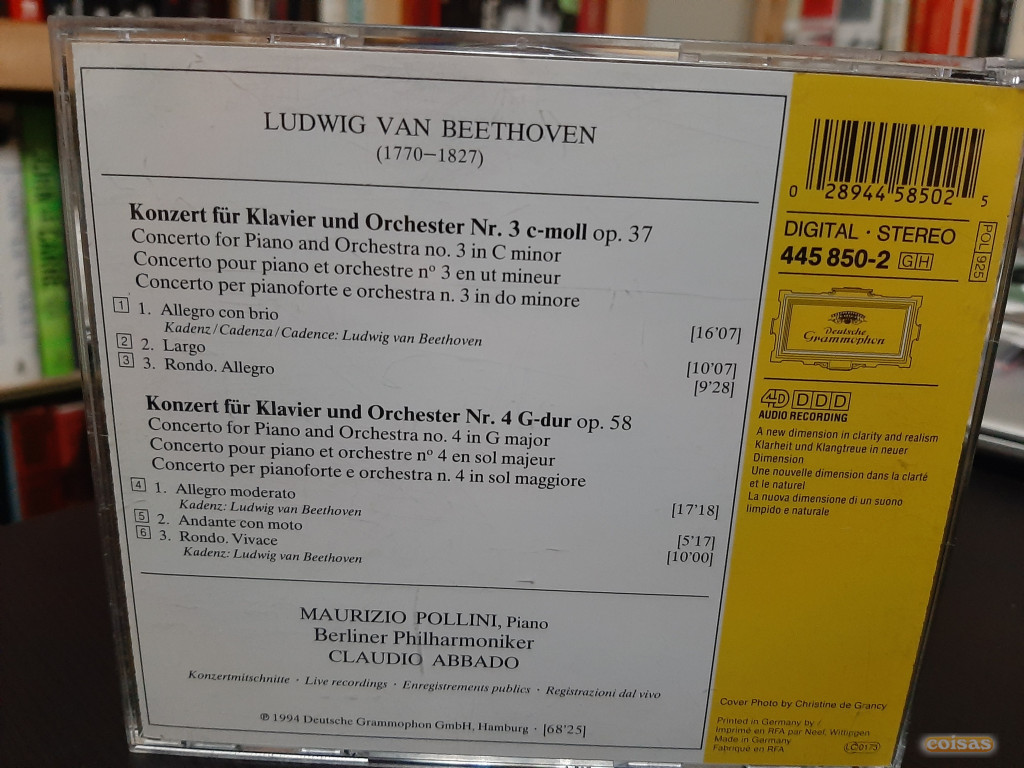 LUDWIG VAN BEETHOVEN
(1770–1827)
Konzert für Klavier und Orchester Nr. 3 c-moll op. 37
Concerto for Piano and Orchestra no. 3 in C minor
Concerto pour piano et orchestre nº 3 en ut mineur
Concerto per pianoforte e orchestra n. 3 in do minore
1 1. Allegro con brio [16'07]
Kadenz/Cadenza/Cadence: Ludwig van Beethoven
2 2. Largo [10'07]
3 3. Rondo. Allegro [9'28]
Konzert für Klavier und Orchester Nr. 4 G-dur op. 58
Concerto for Piano and Orchestra no. 4 in G major
Concerto pour piano et orchestre nº 4 en sol majeur
Concerto per pianoforte e orchestra n. 4 in sol maggiore
4 1. Allegro moderato [17'18]
Kadenz: Ludwig van Beethoven
5 2. Andante con moto [5'17]
6 3. Rondo. Vivace [10'00]
Kadenz: Ludwig van Beethoven
MAURIZIO POLLINI, Piano
Berliner Philharmoniker
CLAUDIO ABBADO
Konzertmitschnitte · Live recordings · Enregistrements publics · Registrazioni dal vivo
℗ 1994 Deutsche Grammophon GmbH, Hamburg · [68'25]
0 28944 58502 5
DIGITAL · STEREO
445 850-2 GH
POL 925
Deutsche
Grammophon
4D DDD
AUDIO RECORDING
A new dimension in clarity and realism
Klarheit und Klangtreue in neuer
Dimension
Une nouvelle dimension dans la clarté
et le naturel
La nuova dimensione di un suono
limpido e naturale
Cover Photo by Christine de Grancy
Printed in Germany by /
Imprimé en RFA par Neef, Wittingen
Made in Germany
Fabriqué en RFA
LC0173
coisas